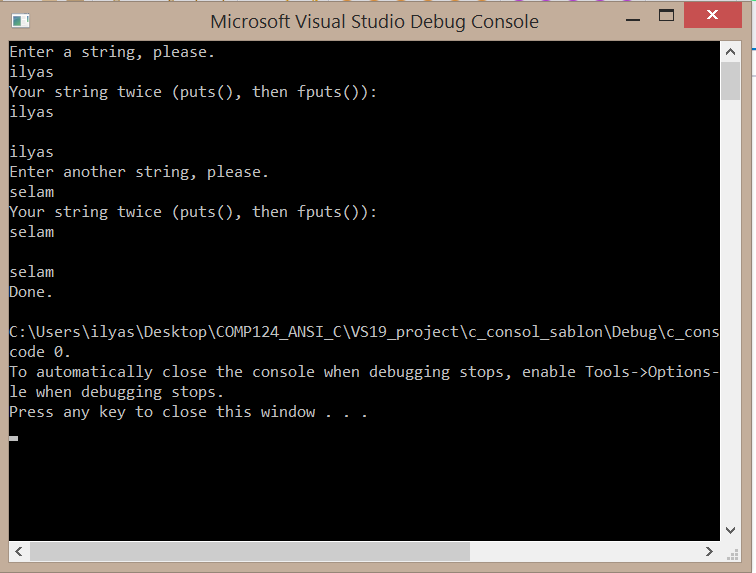 Microsoft Visual Studio Debug Console
Enter a string, please.
ilyas
Your string twice (puts(), then fputs()):
ilyas

ilyas
Enter another string, please.
selam
Your string twice (puts(), then fputs()):
selam

selam
Done.

C:\Users\ilyas\Desktop\COMP124_ANSI_C\VS19_project\c_consol_sablon\Debug\c_cons
code 0.
To automatically close the console when debugging stops, enable Tools->Options-
le when debugging stops.
Press any key to close this window . . .